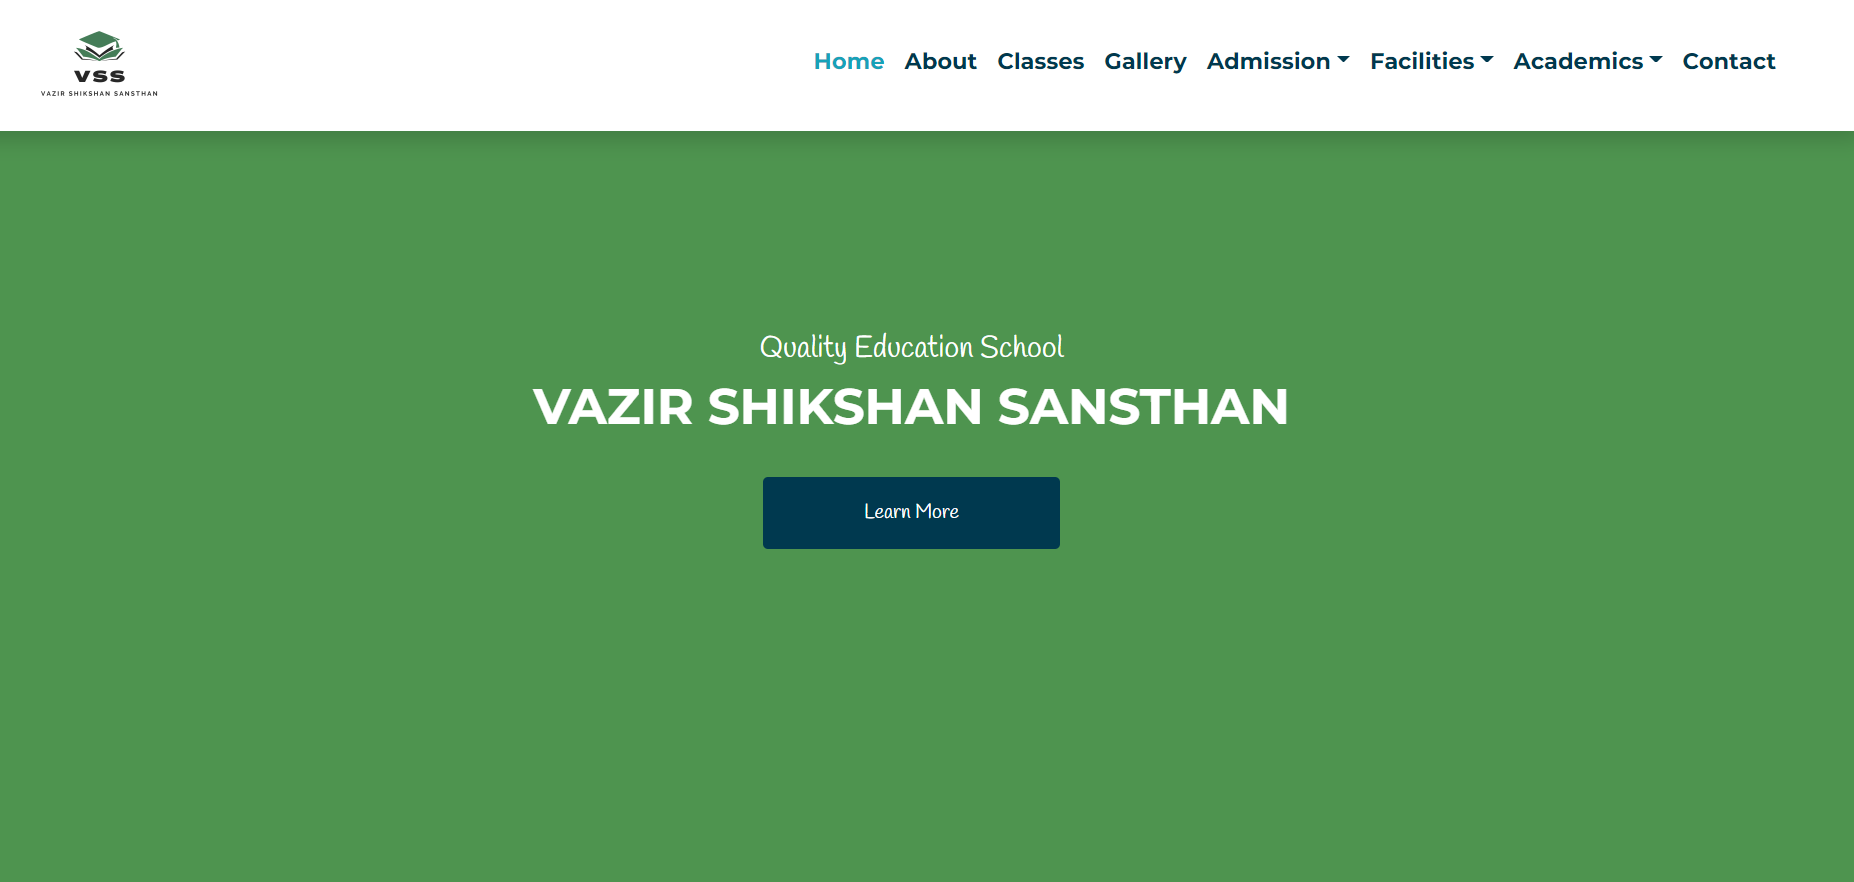 VSS
VAZIR SHIKSHAN SANSTHAN
Home About Classes Gallery Admission Facilities Academics Contact
Quality Education School
VAZIR SHIKSHAN SANSTHAN
Learn More